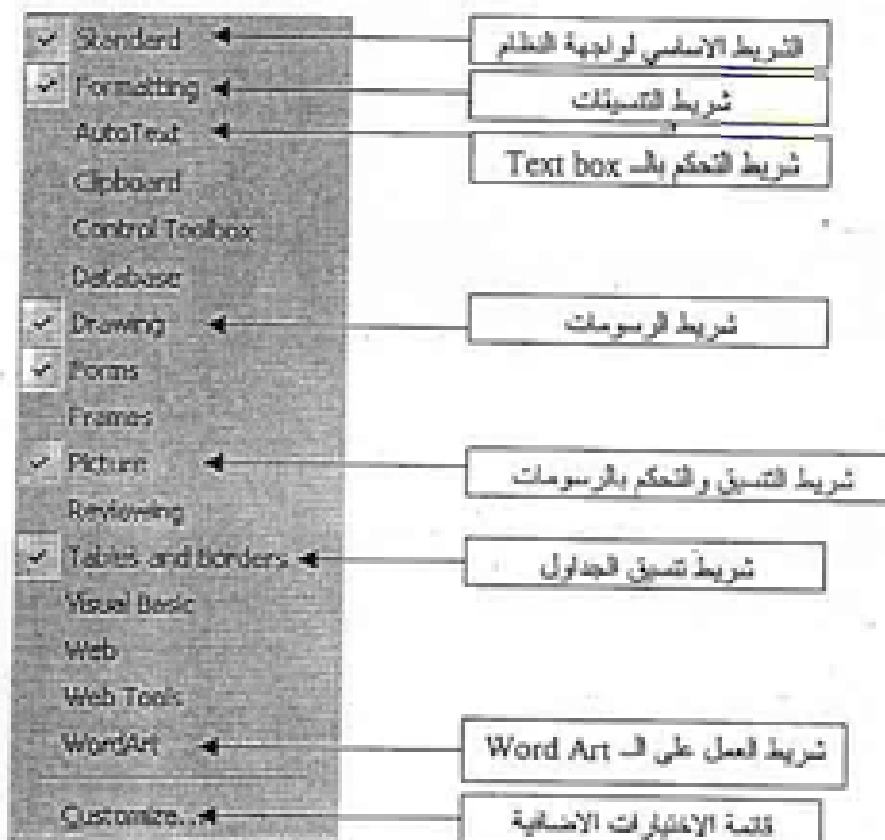 Standard
الشريط الاساسي لواجهة النظام
Formatting
شريط التنسيقات
AutoText
شريط التحكم بالـ Text box
Clipboard
Control Toolbox
Database
Drawing
شريط الرسومات
Forms
Frames
Picture
شريط التنسيق والتحكم بالرسومات
Reviewing
Tables and Borders
شريط تنسيق الجداول
Visual Basic
Web
Web Tools
WordArt
شريط العمل على الـ Word Art
Customize...
قائمة الاختيارات الاضافية